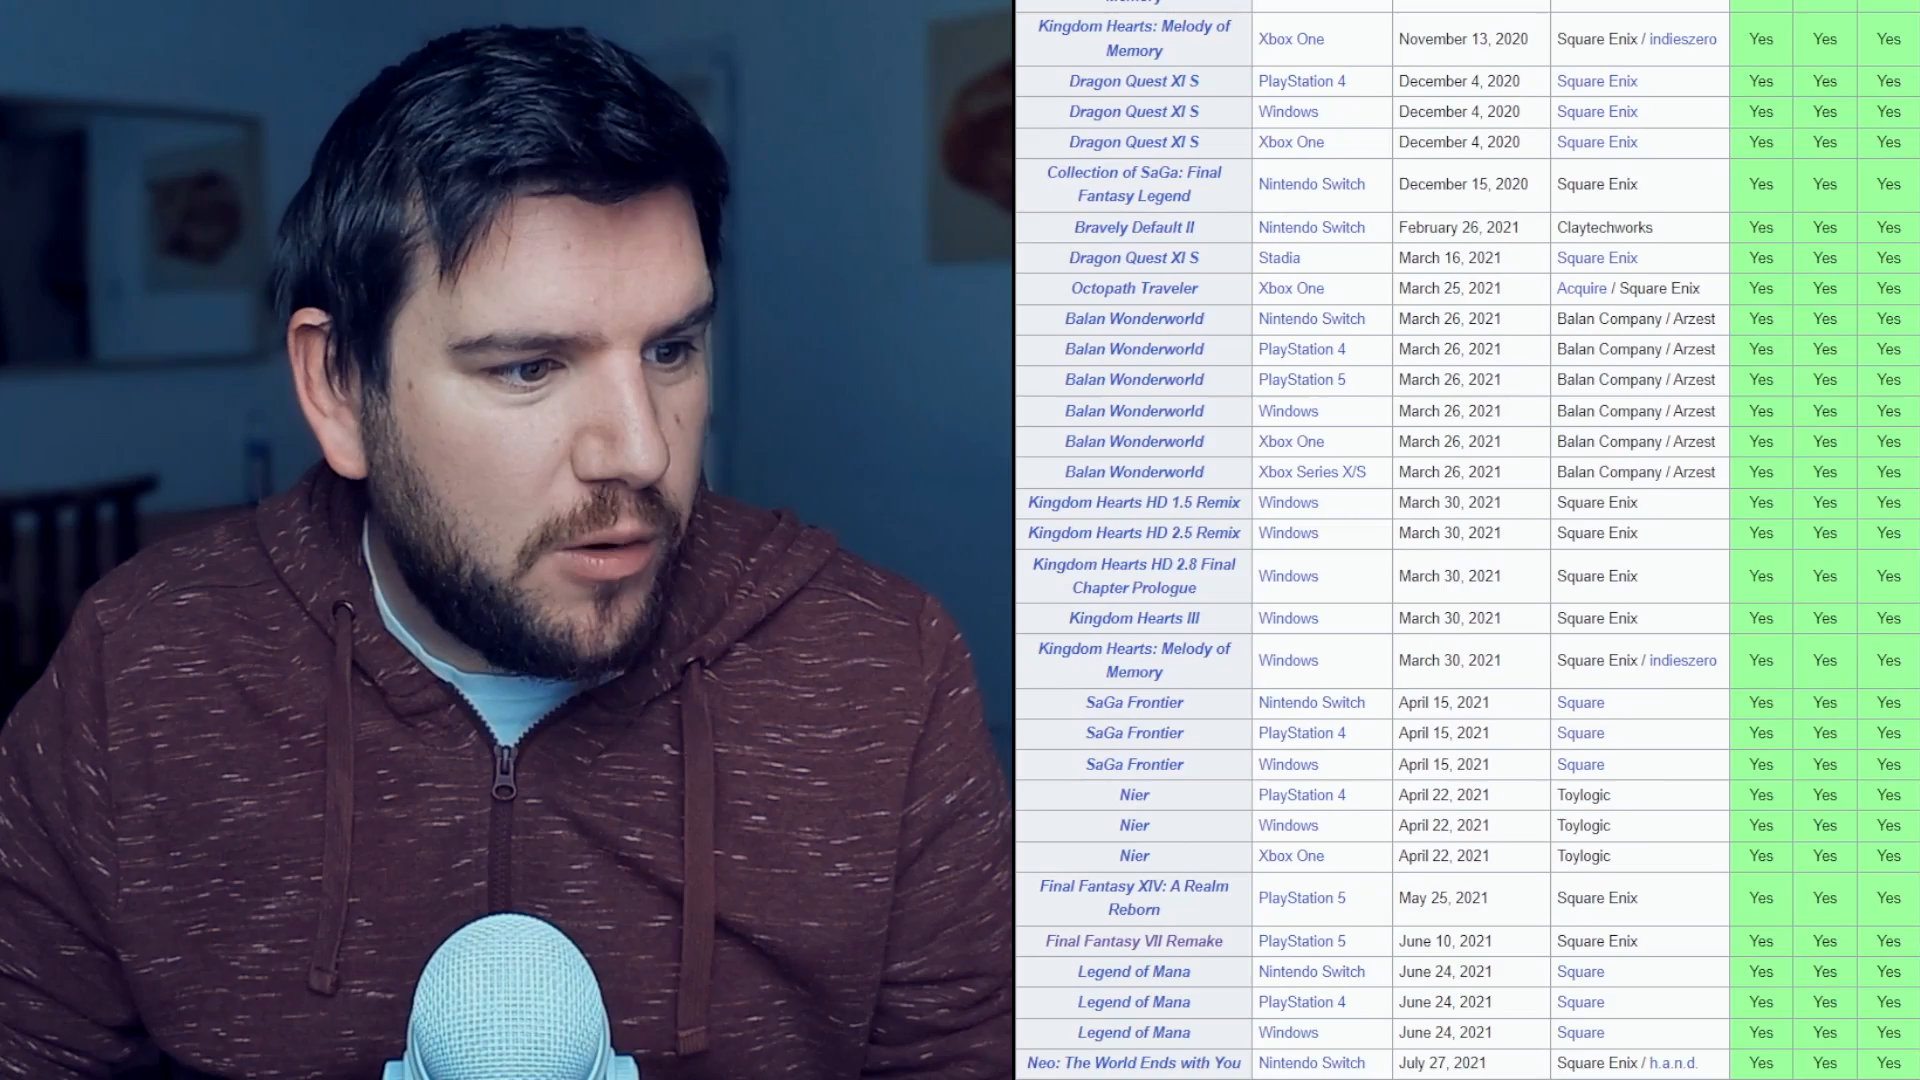 Kingdom Hearts: Melody of
Memory Xbox One November 13, 2020 Square Enix / indieszero Yes Yes Yes
Dragon Quest XI S PlayStation 4 December 4, 2020 Square Enix Yes Yes Yes
Dragon Quest XI S Windows December 4, 2020 Square Enix Yes Yes Yes
Dragon Quest XI S Xbox One December 4, 2020 Square Enix Yes Yes Yes
Collection of SaGa: Final
Fantasy Legend Nintendo Switch December 15, 2020 Square Enix Yes Yes Yes
Bravely Default II Nintendo Switch February 26, 2021 Claytechworks Yes Yes Yes
Dragon Quest XI S Stadia March 16, 2021 Square Enix Yes Yes Yes
Octopath Traveler Xbox One March 25, 2021 Acquire / Square Enix Yes Yes Yes
Balan Wonderworld Nintendo Switch March 26, 2021 Balan Company / Arzest Yes Yes Yes
Balan Wonderworld PlayStation 4 March 26, 2021 Balan Company / Arzest Yes Yes Yes
Balan Wonderworld PlayStation 5 March 26, 2021 Balan Company / Arzest Yes Yes Yes
Balan Wonderworld Windows March 26, 2021 Balan Company / Arzest Yes Yes Yes
Balan Wonderworld Xbox One March 26, 2021 Balan Company / Arzest Yes Yes Yes
Balan Wonderworld Xbox Series X/S March 26, 2021 Balan Company / Arzest Yes Yes Yes
Kingdom Hearts HD 1.5 Remix Windows March 30, 2021 Square Enix Yes Yes Yes
Kingdom Hearts HD 2.5 Remix Windows March 30, 2021 Square Enix Yes Yes Yes
Kingdom Hearts HD 2.8 Final
Chapter Prologue Windows March 30, 2021 Square Enix Yes Yes Yes
Kingdom Hearts III Windows March 30, 2021 Square Enix Yes Yes Yes
Kingdom Hearts: Melody of
Memory Windows March 30, 2021 Square Enix / indieszero Yes Yes Yes
SaGa Frontier Nintendo Switch April 15, 2021 Square Yes Yes Yes
SaGa Frontier PlayStation 4 April 15, 2021 Square Yes Yes Yes
SaGa Frontier Windows April 15, 2021 Square Yes Yes Yes
Nier PlayStation 4 April 22, 2021 Toylogic Yes Yes Yes
Nier Windows April 22, 2021 Toylogic Yes Yes Yes
Nier Xbox One April 22, 2021 Toylogic Yes Yes Yes
Final Fantasy XIV: A Realm
Reborn PlayStation 5 May 25, 2021 Square Enix Yes Yes Yes
Final Fantasy VII Remake PlayStation 5 June 10, 2021 Square Enix Yes Yes Yes
Legend of Mana Nintendo Switch June 24, 2021 Square Yes Yes Yes
Legend of Mana PlayStation 4 June 24, 2021 Square Yes Yes Yes
Legend of Mana Windows June 24, 2021 Square Yes Yes Yes
Neo: The World Ends with You Nintendo Switch July 27, 2021 Square Enix / h.a.n.d. Yes Yes Yes